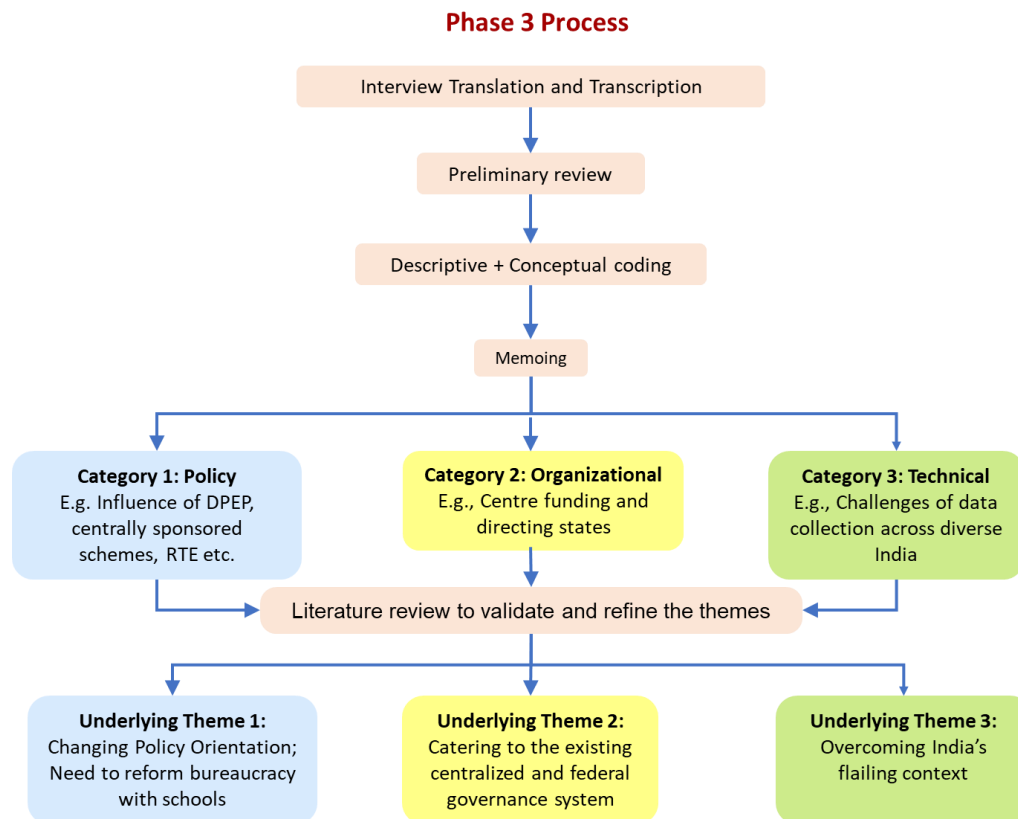 Phase 3 Process
Interview Translation and Transcription
Preliminary review
Descriptive + Conceptual coding
Memoing
Category 1: Policy
E.g. Influence of DPEP,
centrally sponsored
schemes, RTE etc.
Category 2: Organizational
E.g., Centre funding and
directing states
Category 3: Technical
E.g., Challenges of data
collection across diverse
India
Literature review to validate and refine the themes
Underlying Theme 1:
Changing Policy Orientation;
Need to reform bureaucracy
with schools
Underlying Theme 2:
Catering to the existing
centralized and federal
governance system
Underlying Theme 3:
Overcoming India’s
flailing context